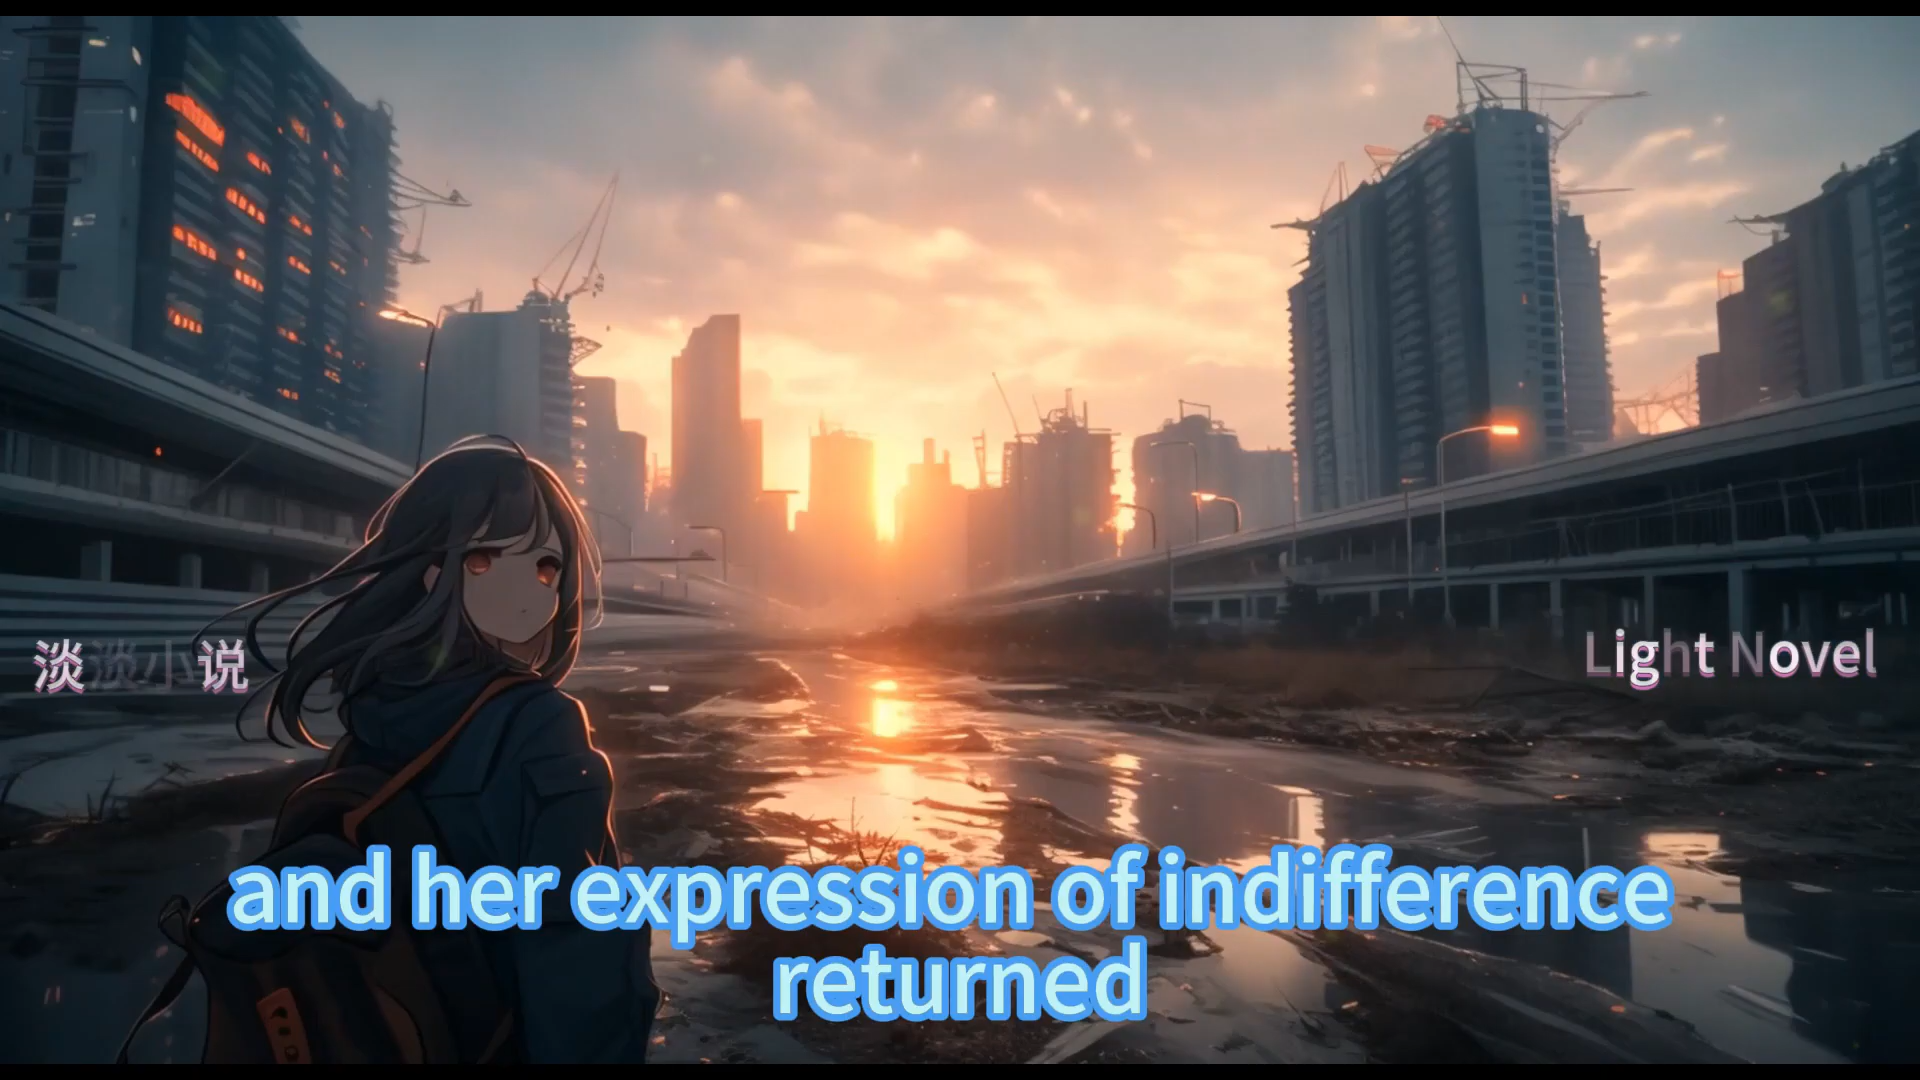 淡淡小说
Light Novel
and her expression of indifference
returned